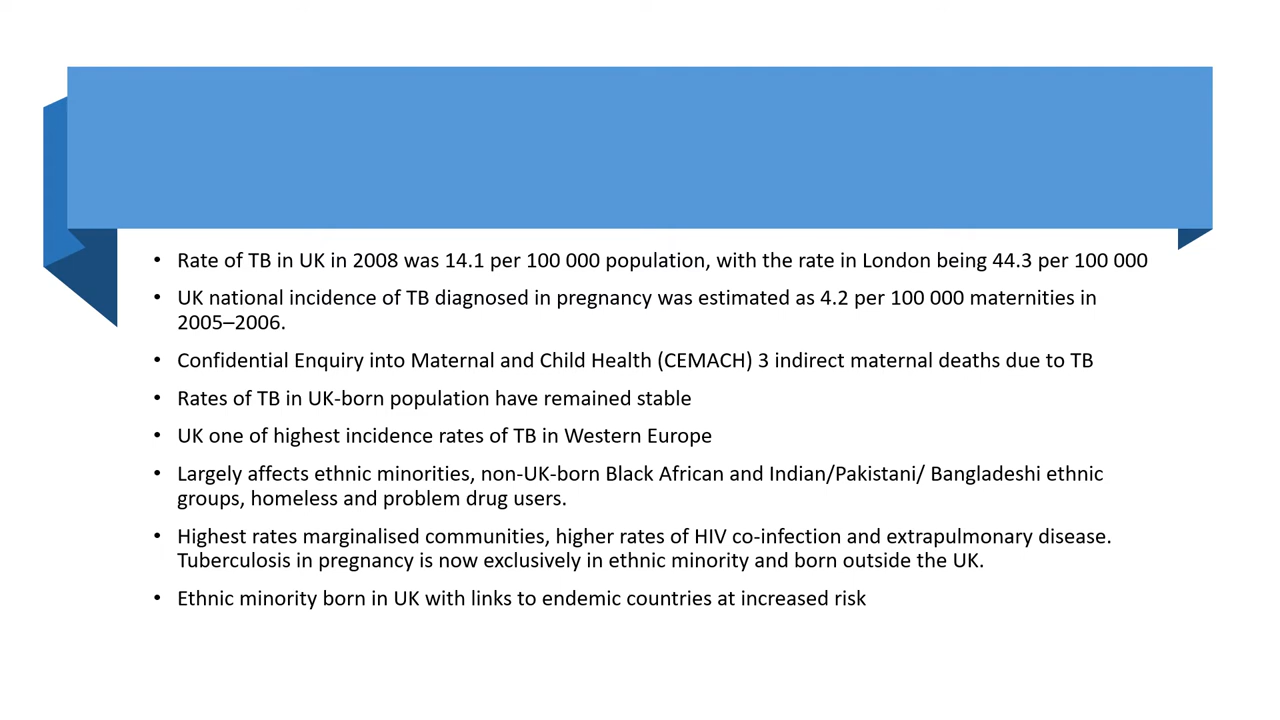 • Rate of TB in UK in 2008 was 14.1 per 100 000 population, with the rate in London being 44.3 per 100 000
• UK national incidence of TB diagnosed in pregnancy was estimated as 4.2 per 100 000 maternities in
2005–2006.
• Confidential Enquiry into Maternal and Child Health (CEMACH) 3 indirect maternal deaths due to TB
• Rates of TB in UK-born population have remained stable
• UK one of highest incidence rates of TB in Western Europe
• Largely affects ethnic minorities, non-UK-born Black African and Indian/Pakistani/ Bangladeshi ethnic
groups, homeless and problem drug users.
• Highest rates marginalised communities, higher rates of HIV co-infection and extrapulmonary disease.
Tuberculosis in pregnancy is now exclusively in ethnic minority and born outside the UK.
• Ethnic minority born in UK with links to endemic countries at increased risk